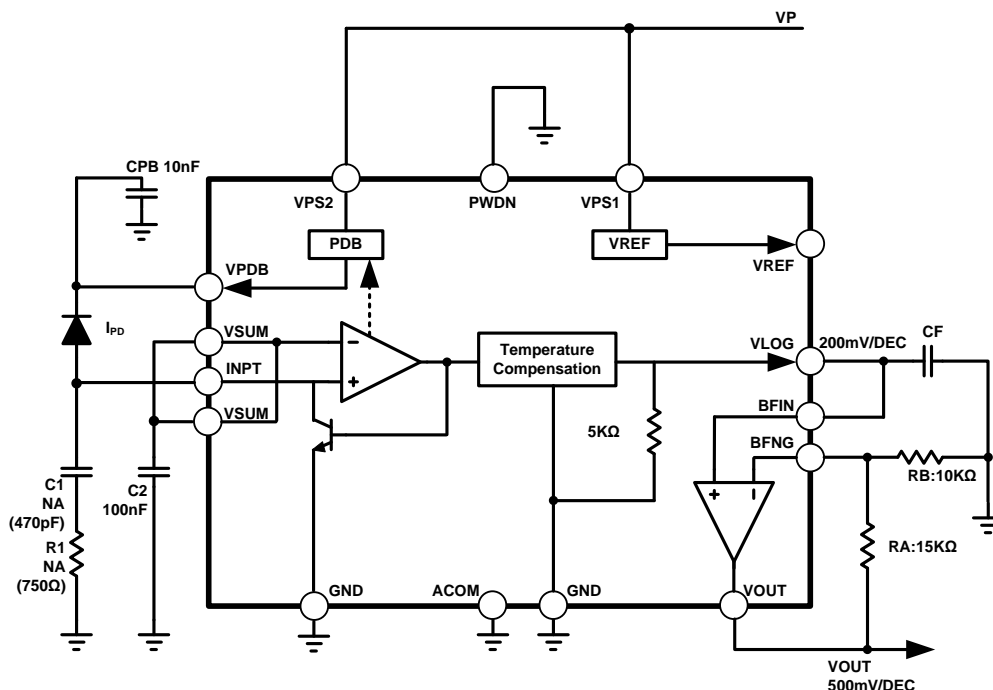 VP
CPB 10nF
VPS2
PWDN
VPS1
PDB
VREF
VREF
VPDB
IPD
VSUM
INPT
VSUM
−
+
Temperature
Compensation
VLOG
200mV/DEC
CF
BFIN
BFNG
5KΩ
+
−
RB:10KΩ
RA:15KΩ
C1
NA
(470pF)
R1
NA
(750Ω)
C2
100nF
GND
ACOM
GND
VOUT
VOUT
500mV/DEC